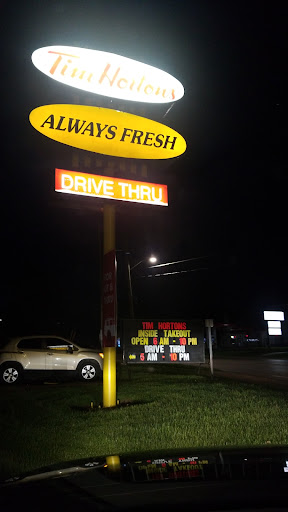 Tim Hortons
ALWAYS FRESH
DRIVE THRU
TIM HORTONS
INSIDE TAKEOUT
OPEN 6 AM - 10 PM
DRIVE THRU
6 AM - 10 PM